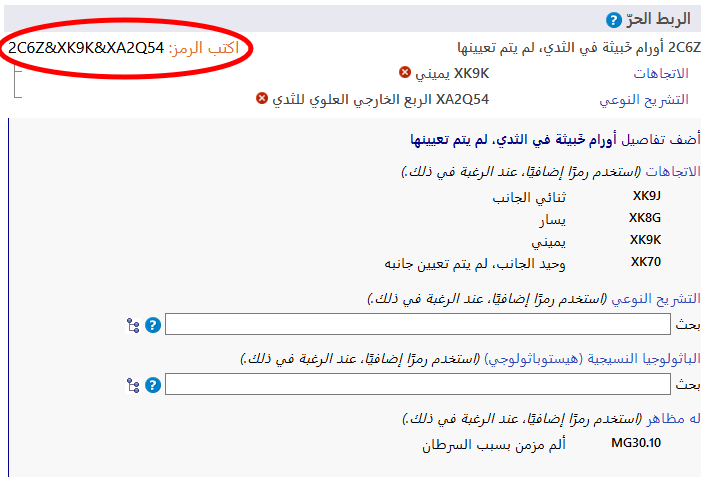 الربط الحرّ ?
2C6Z أورام خَبيثة في الثدي، لم يتم تعيينها اكتب الرمز: 2C6Z&XK9K&XA2Q54
الاتجاهات XK9K يميني
التشريح النوعي XA2Q54 الربع الخارجي العلوي للثدي
أضف تفاصيل أورام خَبيثة في الثدي، لم يتم تعيينها
الاتجاهات (استخدم رمزًا إضافيًا، عند الرغبة في ذلك.)
XK9J ثنائي الجانب
XK8G يسار
XK9K يميني
XK70 وحيد الجانب، لم يتم تعيين جانبه
التشريح النوعي (استخدم رمزًا إضافيًا، عند الرغبة في ذلك.)
بحث ?
الباثولوجيا النسيجية (هيستوباثولوجي) (استخدم رمزًا إضافيًا، عند الرغبة في ذلك.)
بحث ?
له مظاهر (استخدم رمزًا إضافيًا، عند الرغبة في ذلك.)
MG30.10 ألم مزمن بسبب السرطان